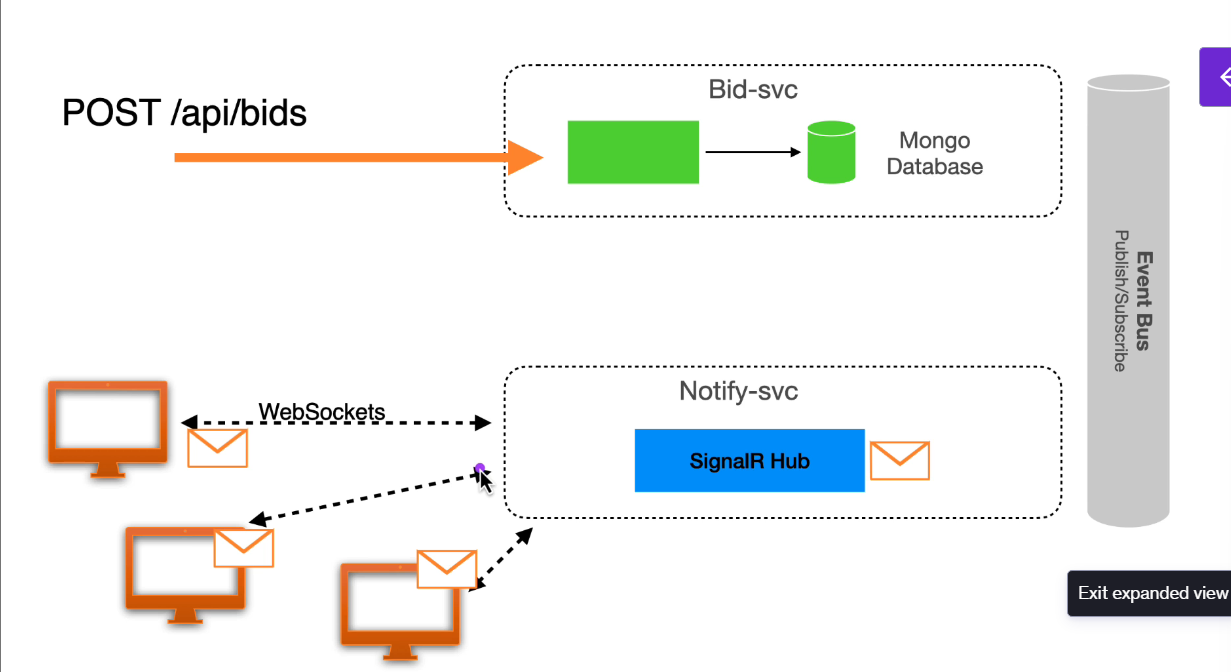 POST /api/bids
Bid-svc
Mongo
Database
Event Bus
Publish/Subscribe
WebSockets
Notify-svc
SignalR Hub
Exit expanded view